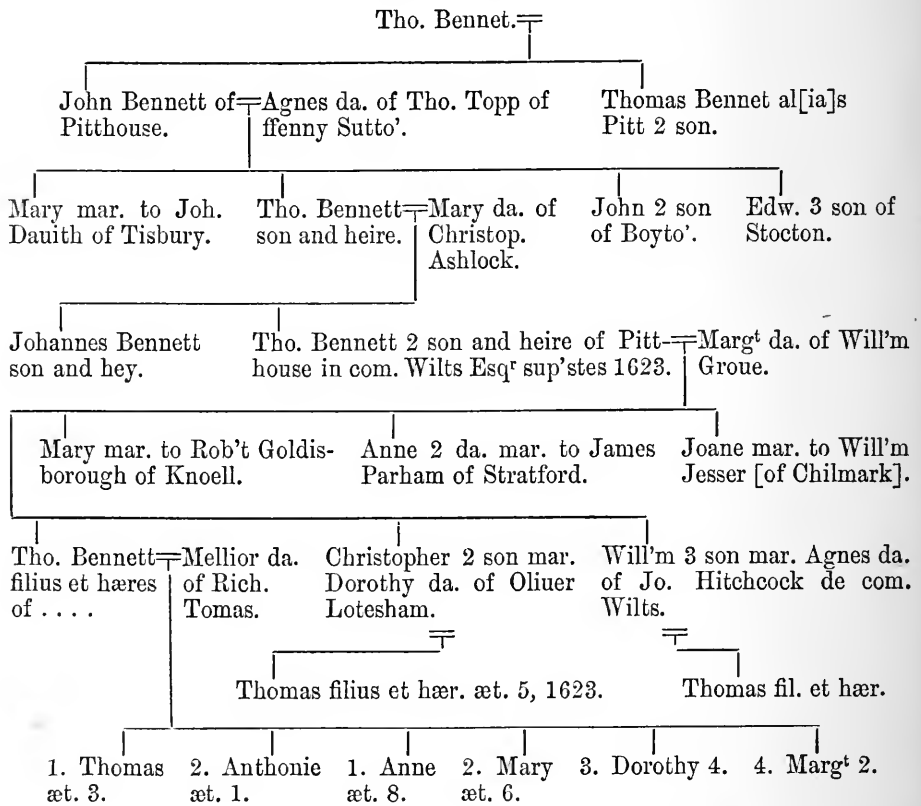 Tho. Bennet.
John Bennett of
Pitthouse.
Agnes da. of Tho. Topp of
ffenny Sutto'.
Thomas Bennet al[ia]s
Pitt 2 son.
Mary mar. to Joh.
Dauith of Tisbury.
Tho. Bennett
son and heire.
Mary da. of
Christop.
Ashlock.
John 2 son
of Boyto'.
Edw. 3 son of
Stocton.
Johannes Bennett
son and hey.
Tho. Bennett 2 son and heire of Pitt-
house in com. Wilts Esqʳ sup'stes 1623.
Margᵗ da. of Will'm
Groue.
Mary mar. to Rob't Goldis-
borough of Knoell.
Anne 2 da. mar. to James
Parham of Stratford.
Joane mar. to Will'm
Jesser [of Chilmark].
Tho. Bennett
filius et hæres
of . . . .
Mellior da.
of Rich.
Tomas.
Christopher 2 son mar.
Dorothy da. of Oliuer
Lotesham.
Will'm 3 son mar. Agnes da.
of Jo. Hitchcock de com.
Wilts.
Thomas filius et hær. æt. 5, 1623.
Thomas fil. et hær.
1. Thomas
æt. 3.
2. Anthonie
æt. 1.
1. Anne
æt. 8.
2. Mary
æt. 6.
3. Dorothy 4.
4. Margᵗ 2.